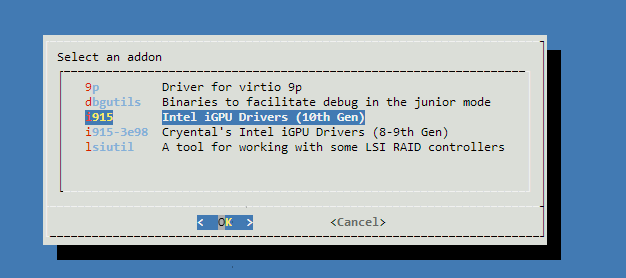 Select an addon
9p Driver for virtio 9p
dbgutils Binaries to facilitate debug in the junior mode
i915 Intel iGPU Drivers (10th Gen)
i915-3e98 Cryental's Intel iGPU Drivers (8-9th Gen)
lsiutil A tool for working with some LSI RAID controllers
< OK > <Cancel>